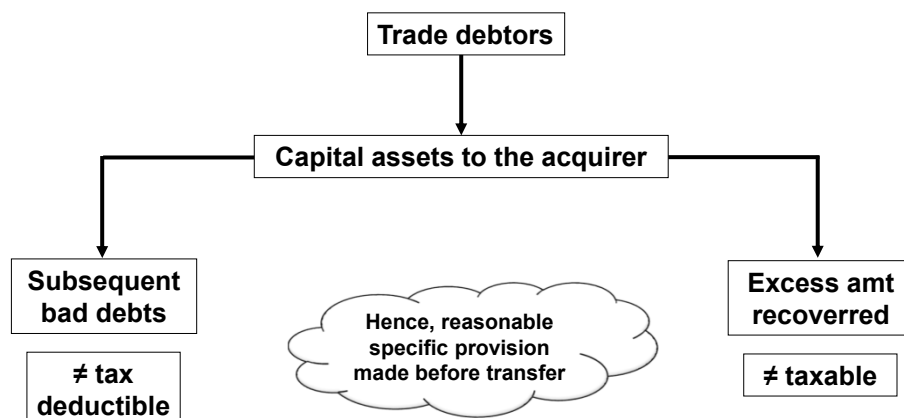 Trade debtors
Capital assets to the acquirer
Subsequent
bad debts
≠ tax
deductible
Hence, reasonable
specific provision
made before transfer
Excess amt
recoverred
≠ taxable